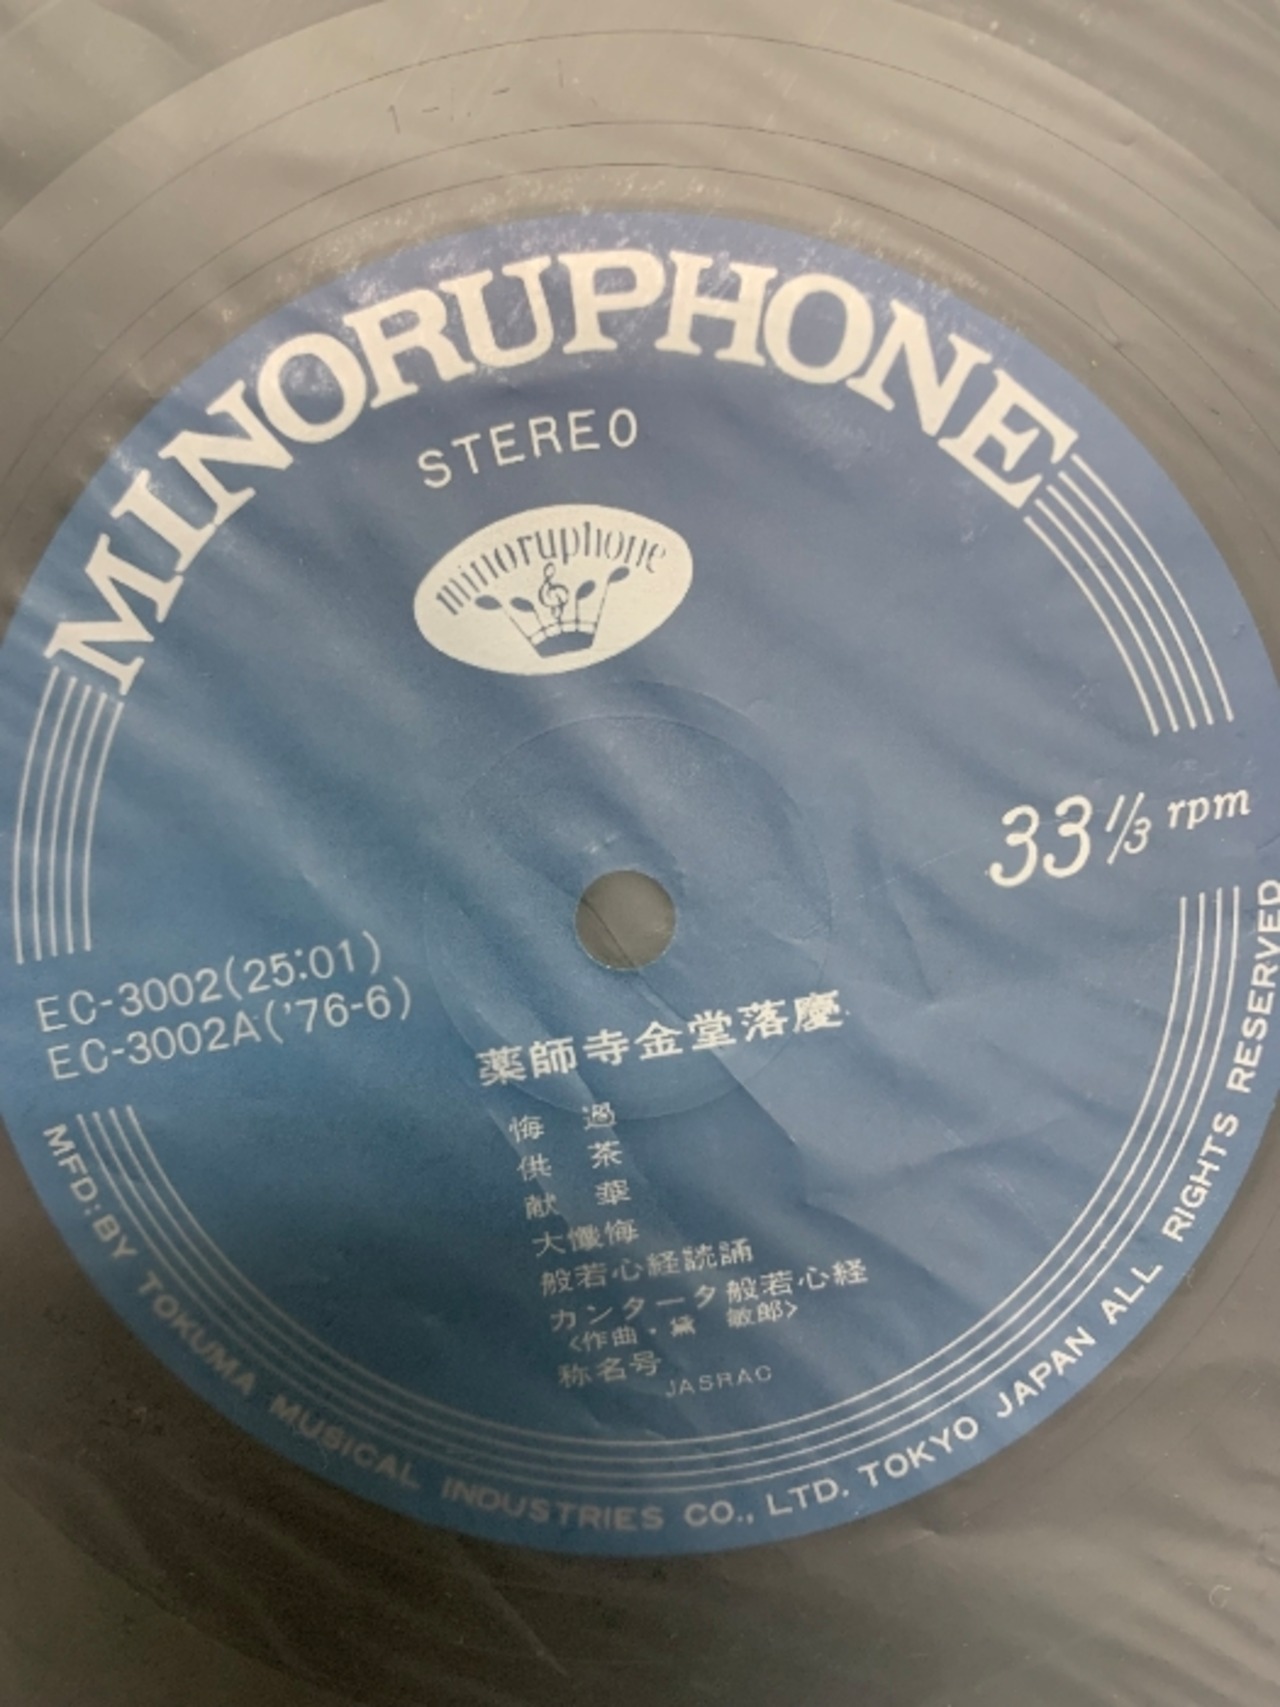 MINORUPHONE
STEREO
minoruphone
33 1/3 rpm
EC-3002(25:01)
EC-3002A('76-6)
薬師寺金堂落慶
悔 過
供 茶
献 華
大懺悔
般若心経読誦
カンタータ般若心経
<作曲・黛 敏郎>
称名号
JASRAC
MFD: BY TOKUMA MUSICAL INDUSTRIES CO., LTD. TOKYO JAPAN ALL RIGHTS RESERVED